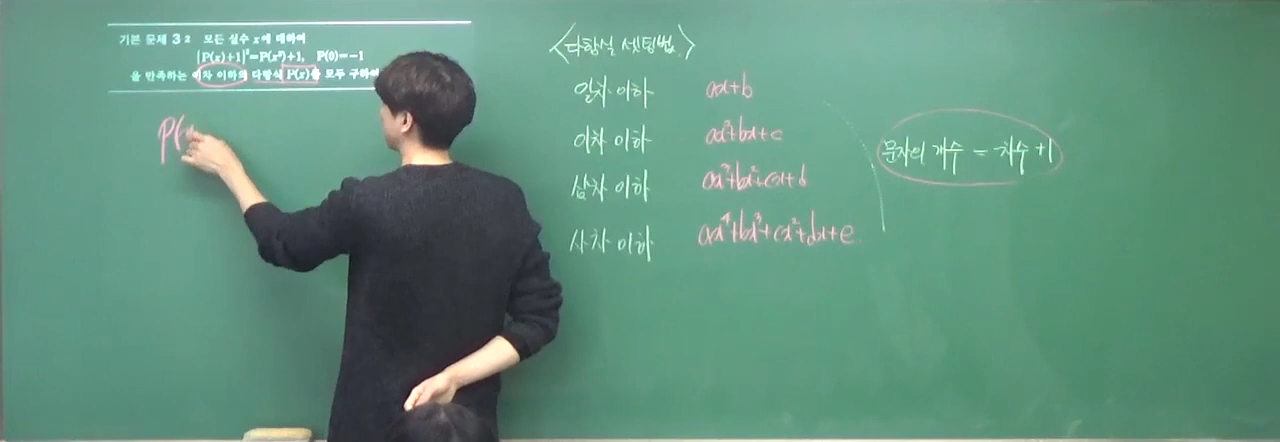 기본 문제 3 2 모든 실수 x에 대하여
{P(x)+1}²=P(x²)+1, P(0)=-1
을 만족하는 이차 이하의 다항식 P(x)를 모두 구하여
P(
<다항식 셋팅법>
일차 이하 ax+b
이차 이하 ax²+bx+c
삼차 이하 ax³+bx²+cx+d
사차 이하 ax⁴+bx³+cx²+dx+e
문자의 개수 = 차수 +1